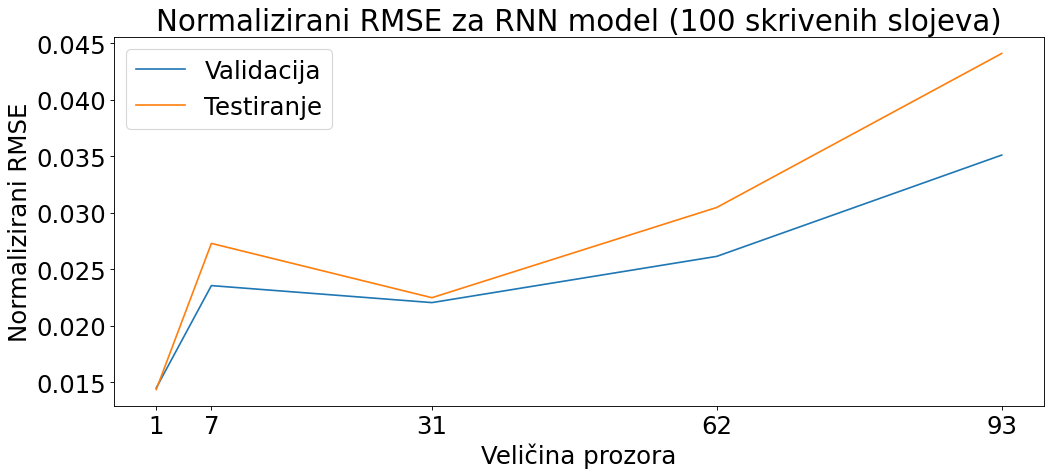 Normalizirani RMSE za RNN model (100 skrivenih slojeva)
0.045
0.040
0.035
0.030
0.025
0.020
0.015
Normalizirani RMSE
Validacija
Testiranje
1 7 31 62 93
Veličina prozora